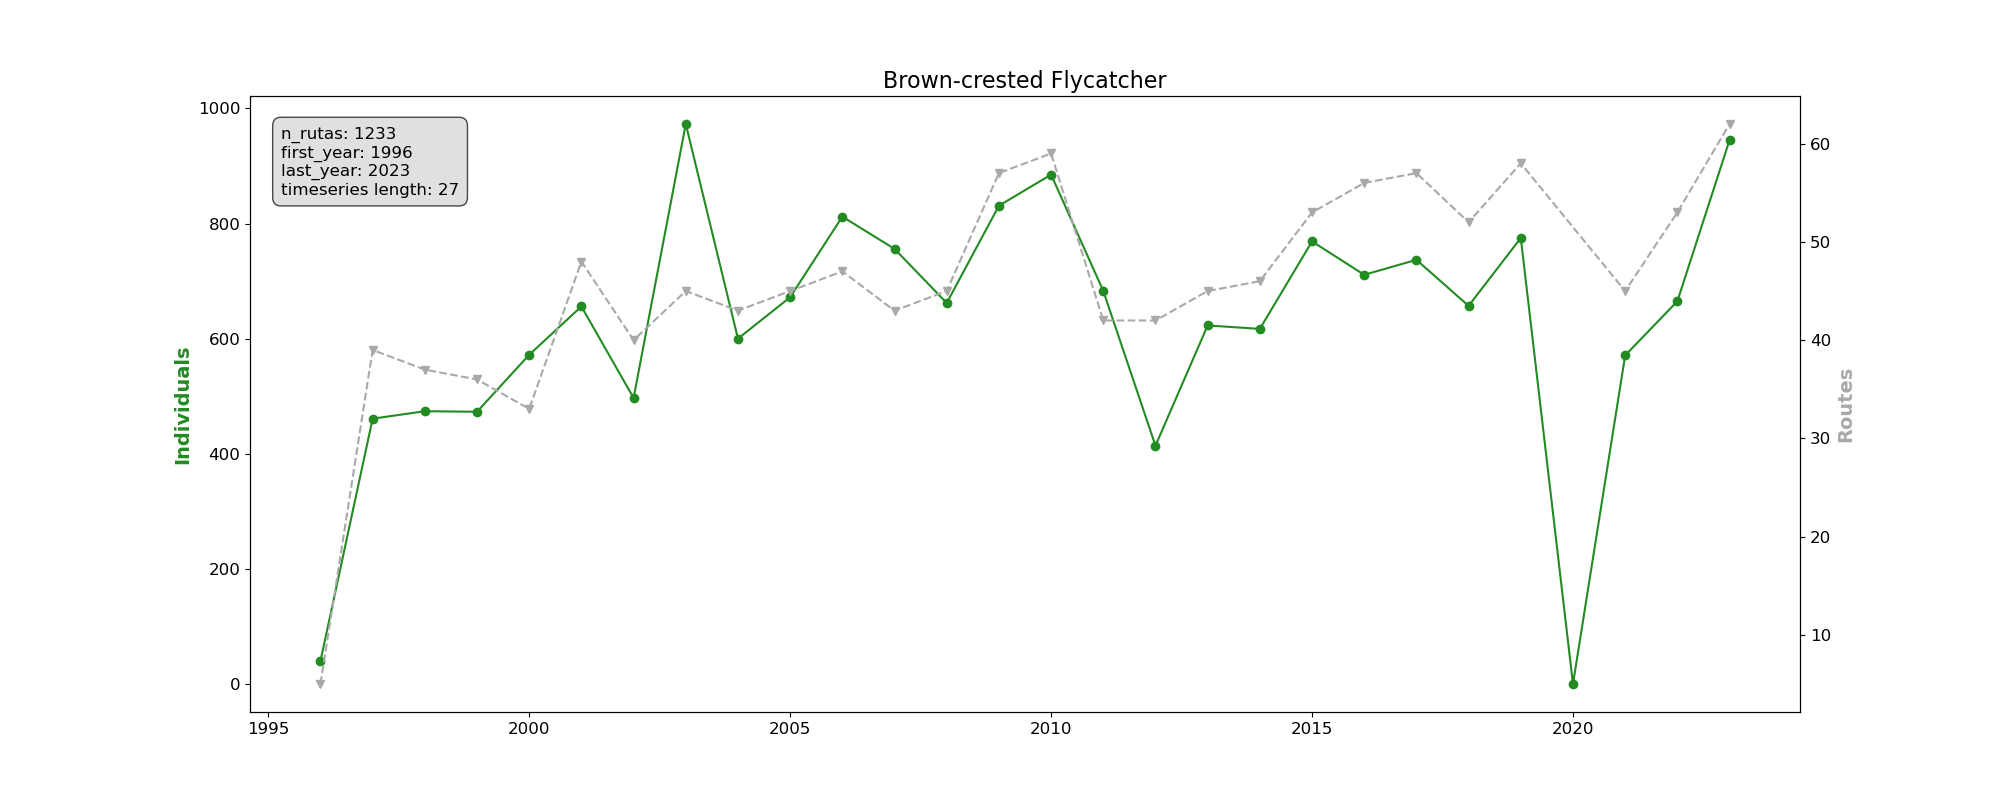 Brown-crested Flycatcher
n_rutas: 1233
first_year: 1996
last_year: 2023
timeseries length: 27
1000
800
600
400
200
0
Individuals
60
50
40
30
20
10
Routes
1995 2000 2005 2010 2015 2020